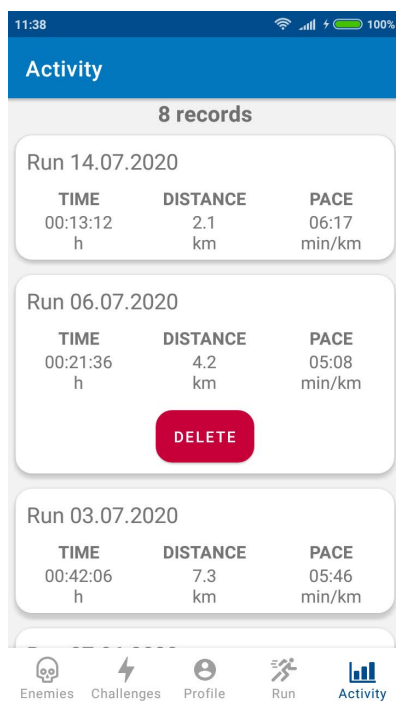 11:38 100%
Activity
8 records
Run 14.07.2020
TIME DISTANCE PACE
00:13:12 2.1 06:17
h km min/km
Run 06.07.2020
TIME DISTANCE PACE
00:21:36 4.2 05:08
h km min/km
DELETE
Run 03.07.2020
TIME DISTANCE PACE
00:42:06 7.3 05:46
h km min/km
Enemies Challenges Profile Run Activity